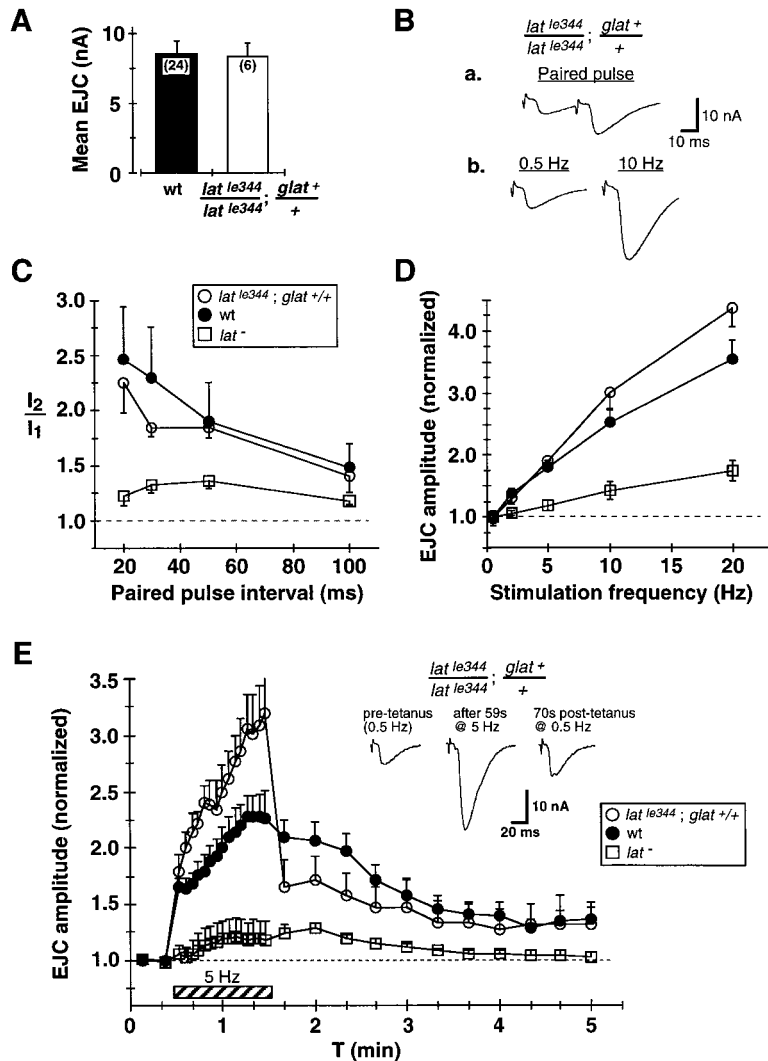 A
Mean EJC (nA)
10
5
0
(24)
(6)
wt
lat le344 / lat le344 ; glat + / +
B
lat le344 / lat le344 ; glat + / +
a.
Paired pulse
10 nA
10 ms
b.
0.5 Hz
10 Hz
C
lat le344 ; glat +/+
wt
lat -
I2 / I1
3.0
2.5
2.0
1.5
1.0
20 40 60 80 100
Paired pulse interval (ms)
D
EJC amplitude (normalized)
4.0
3.0
2.0
1.0
0 5 10 15 20
Stimulation frequency (Hz)
E
EJC amplitude (normalized)
3.5
3.0
2.5
2.0
1.5
1.0
lat le344 / lat le344 ; glat + / +
pre-tetanus (0.5 Hz)
after 59s @ 5 Hz
70s post-tetanus @ 0.5 Hz
10 nA
20 ms
lat le344 ; glat +/+
wt
lat -
5 Hz
0 1 2 3 4 5
T (min)